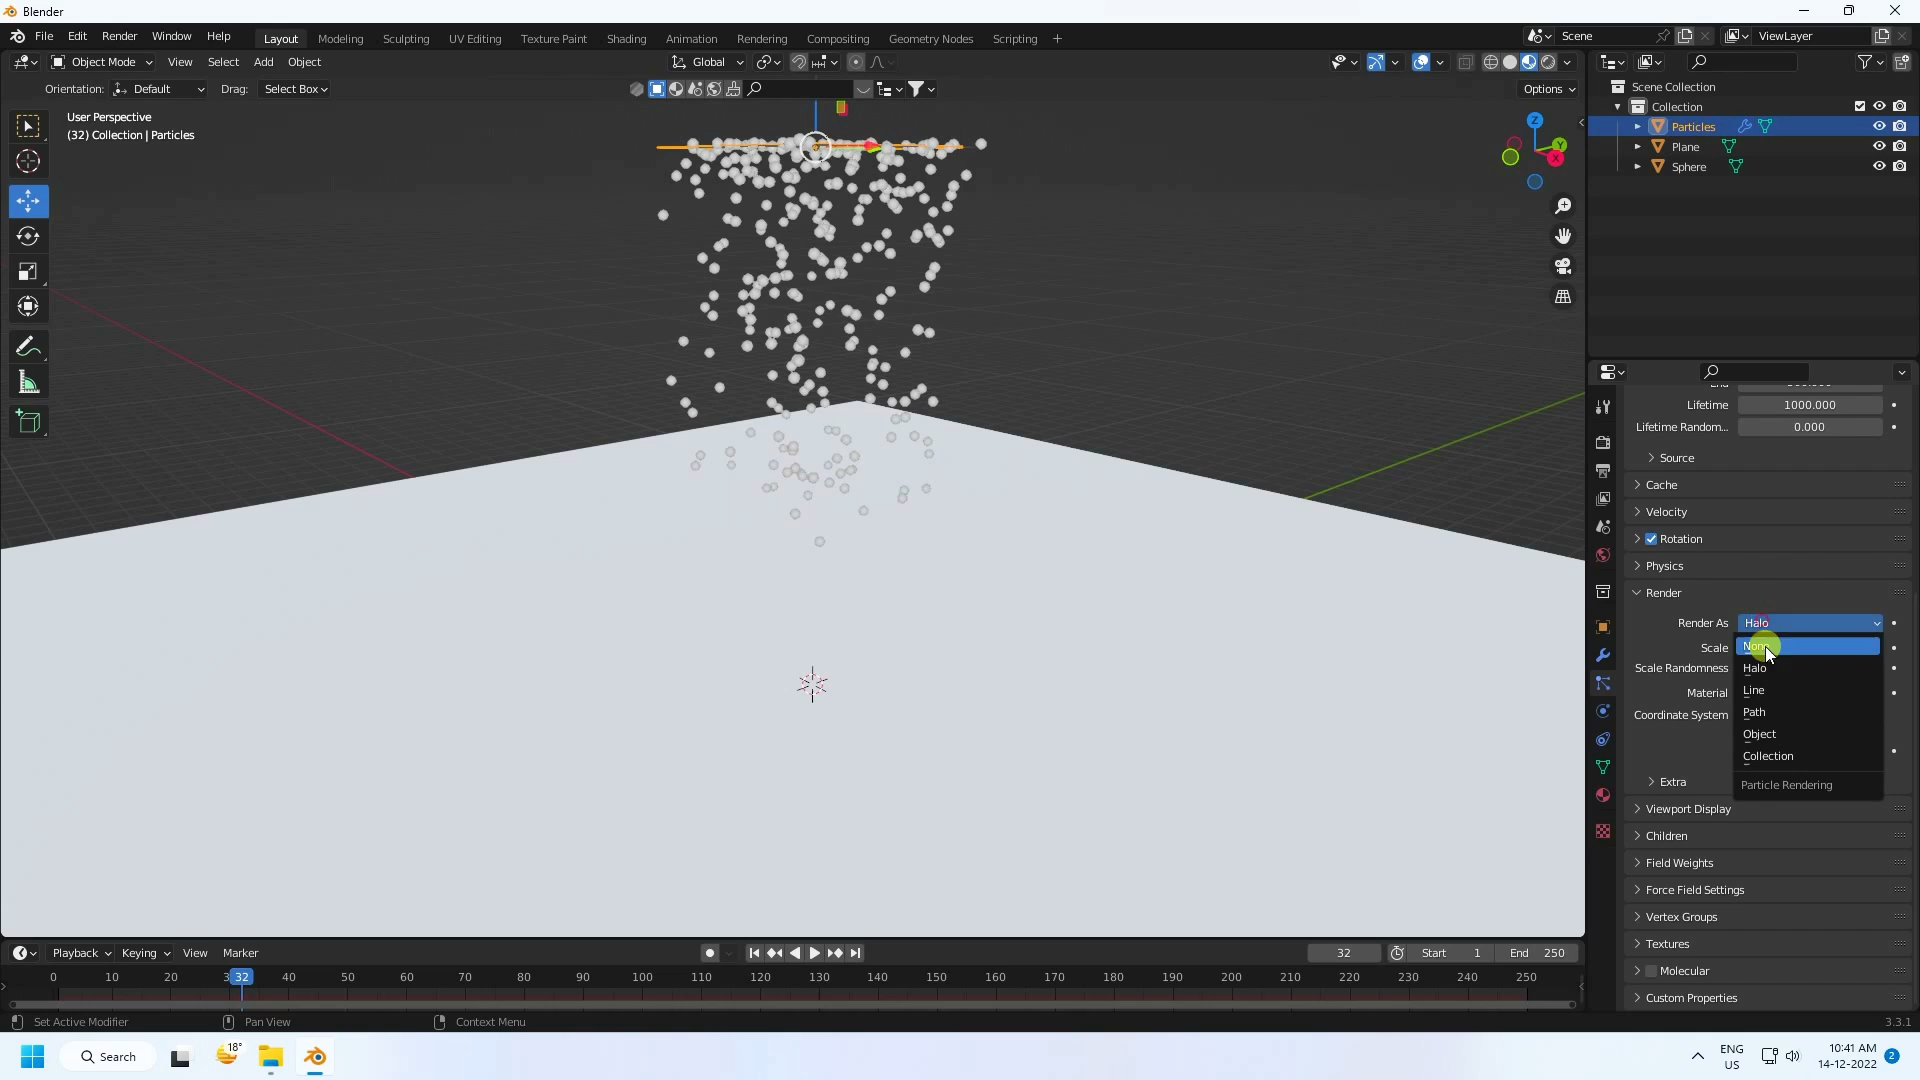 Blender
File Edit Render Window Help Layout Modeling Sculpting UV Editing Texture Paint Shading Animation Rendering Compositing Geometry Nodes Scripting + Scene ViewLayer
Object Mode View Select Add Object Global
Orientation: Default Drag: Select Box Options
User Perspective
(32) Collection | Particles
Z
Y
X
Scene Collection
Collection
Particles
Plane
Sphere
Lifetime 1000.000
Lifetime Random... 0.000
Source
Cache
Velocity
Rotation
Physics
Render
Render As Halo
Scale None
Scale Randomness Halo
Material Line
Coordinate System Path
Object
Collection
Extra Particle Rendering
Viewport Display
Children
Field Weights
Force Field Settings
Vertex Groups
Textures
Molecular
Custom Properties
Playback Keying View Marker 32 Start 1 End 250
0 10 20 3 32 40 50 60 70 80 90 100 110 120 130 140 150 160 170 180 190 200 210 220 230 240 250
Set Active Modifier Pan View Context Menu 3.3.1
18° Search ENG US 10:41 AM 14-12-2022 2